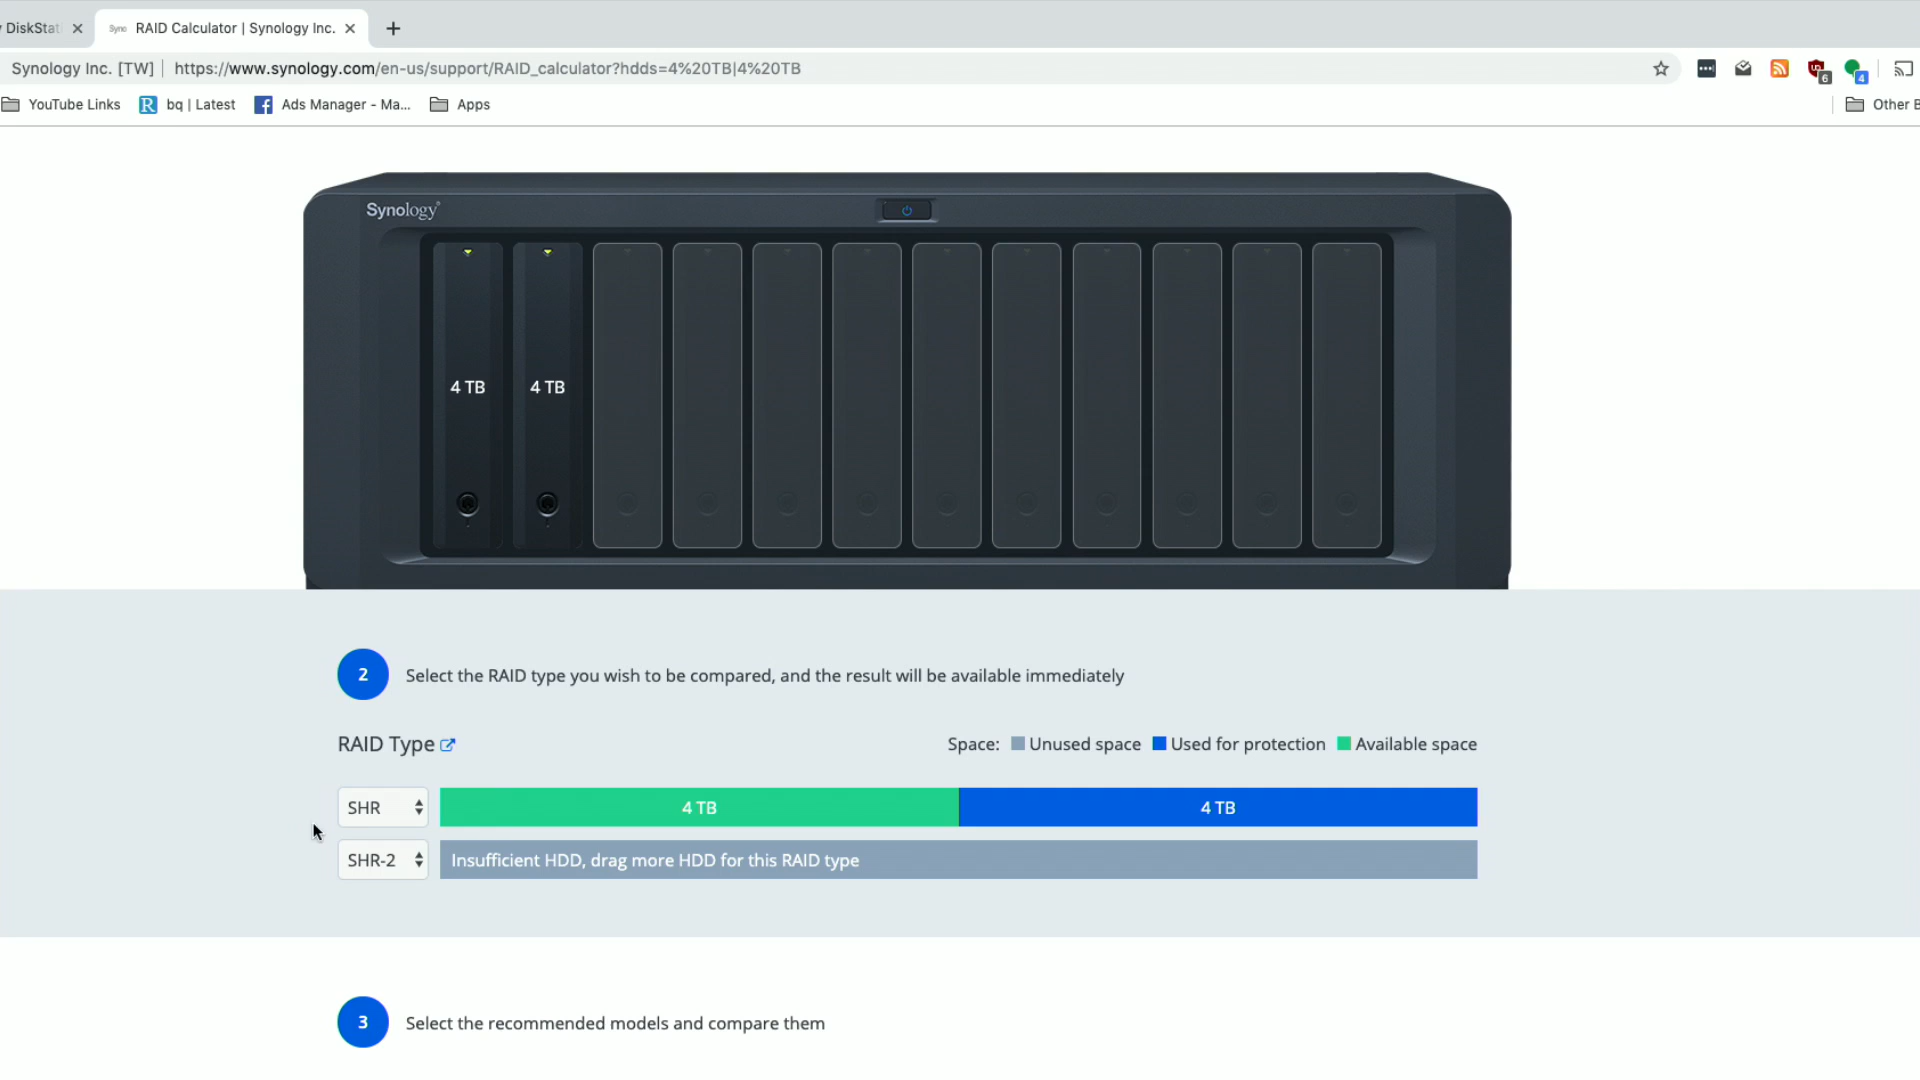 DiskStat
Syno RAID Calculator | Synology Inc.
Synology Inc. [TW] https://www.synology.com/en-us/support/RAID_calculator?hdds=4%20TB|4%20TB
6
4
YouTube Links
R bq | Latest
Ads Manager - Ma...
Apps
Other B
Synology®
4 TB
4 TB
2 Select the RAID type you wish to be compared, and the result will be available immediately
RAID Type
Space: Unused space Used for protection Available space
SHR 4 TB 4 TB
SHR-2 Insufficient HDD, drag more HDD for this RAID type
3 Select the recommended models and compare them